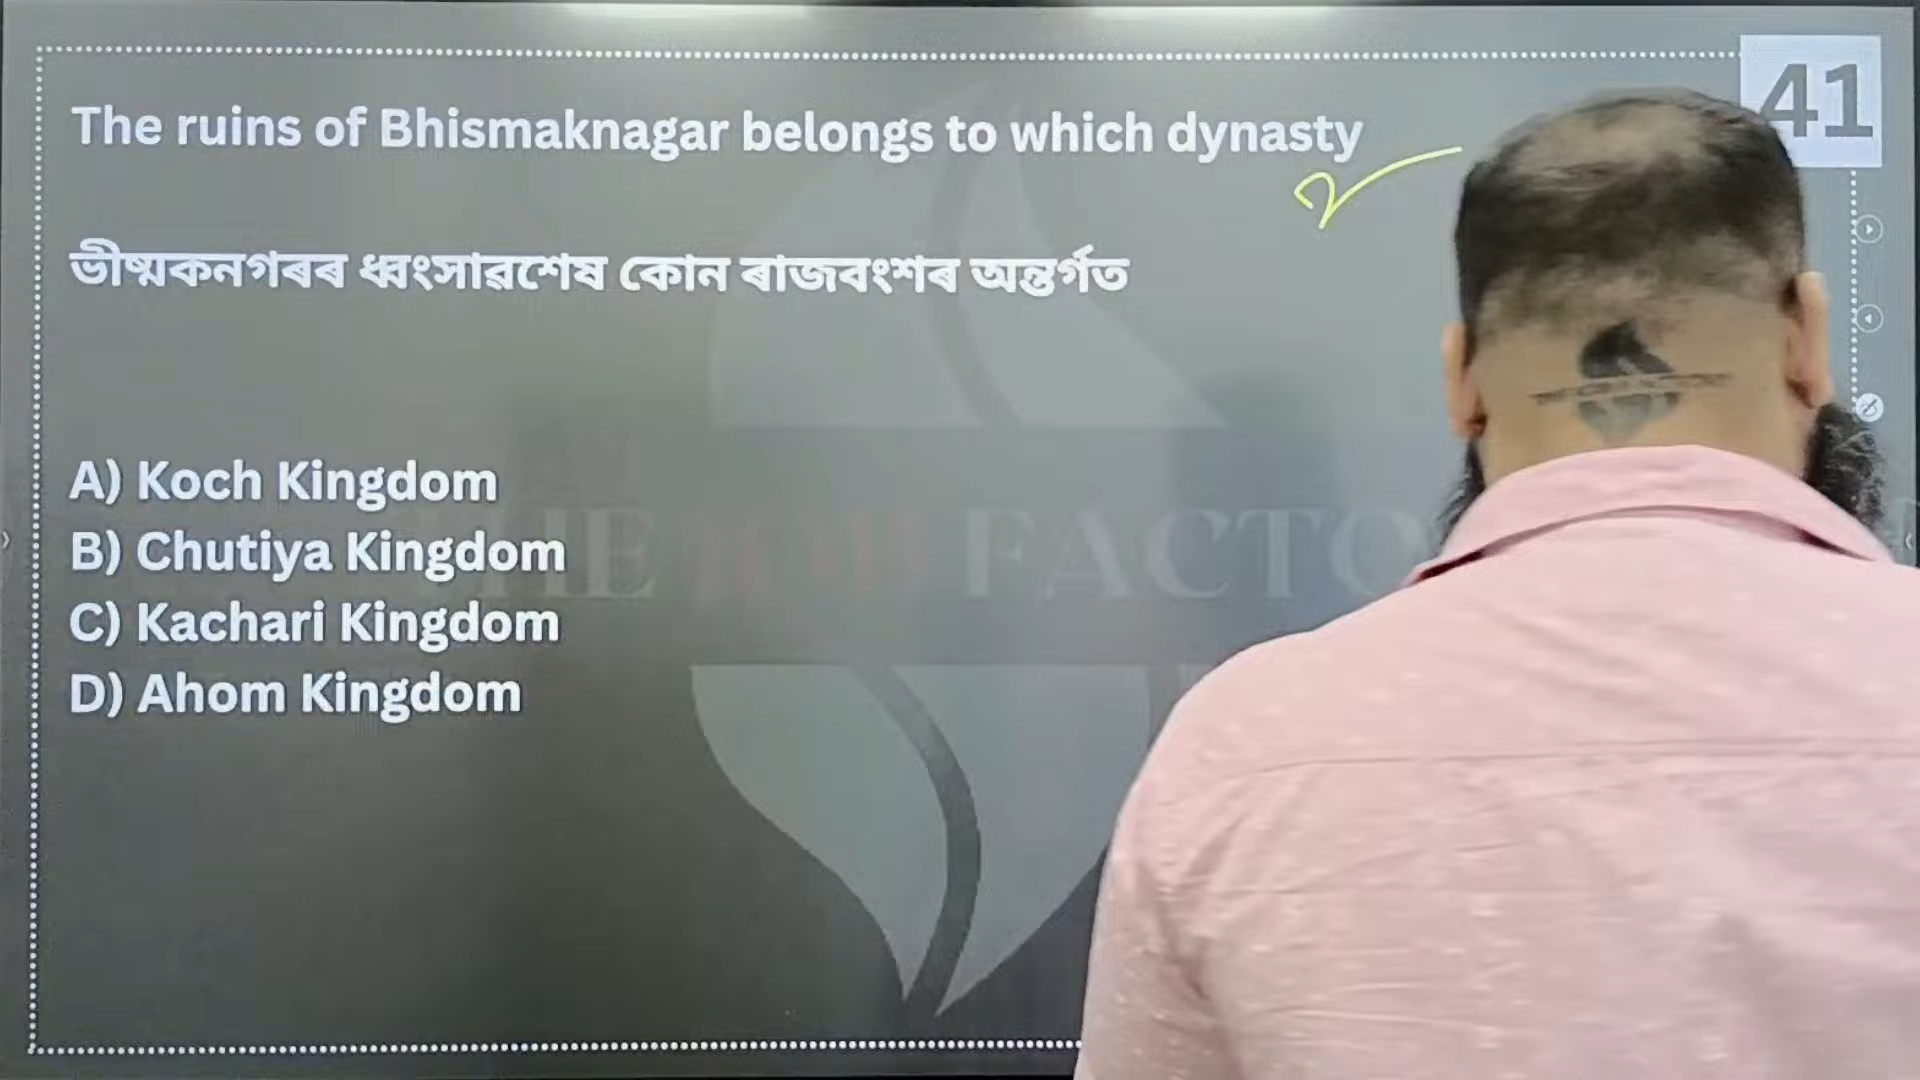 41
The ruins of Bhismaknagar belongs to which dynasty
ভীষ্মকনগৰৰ ধ্বংসাৱশেষ কোন ৰাজবংশৰ অন্তৰ্গত
A) Koch Kingdom
B) Chutiya Kingdom
C) Kachari Kingdom
D) Ahom Kingdom